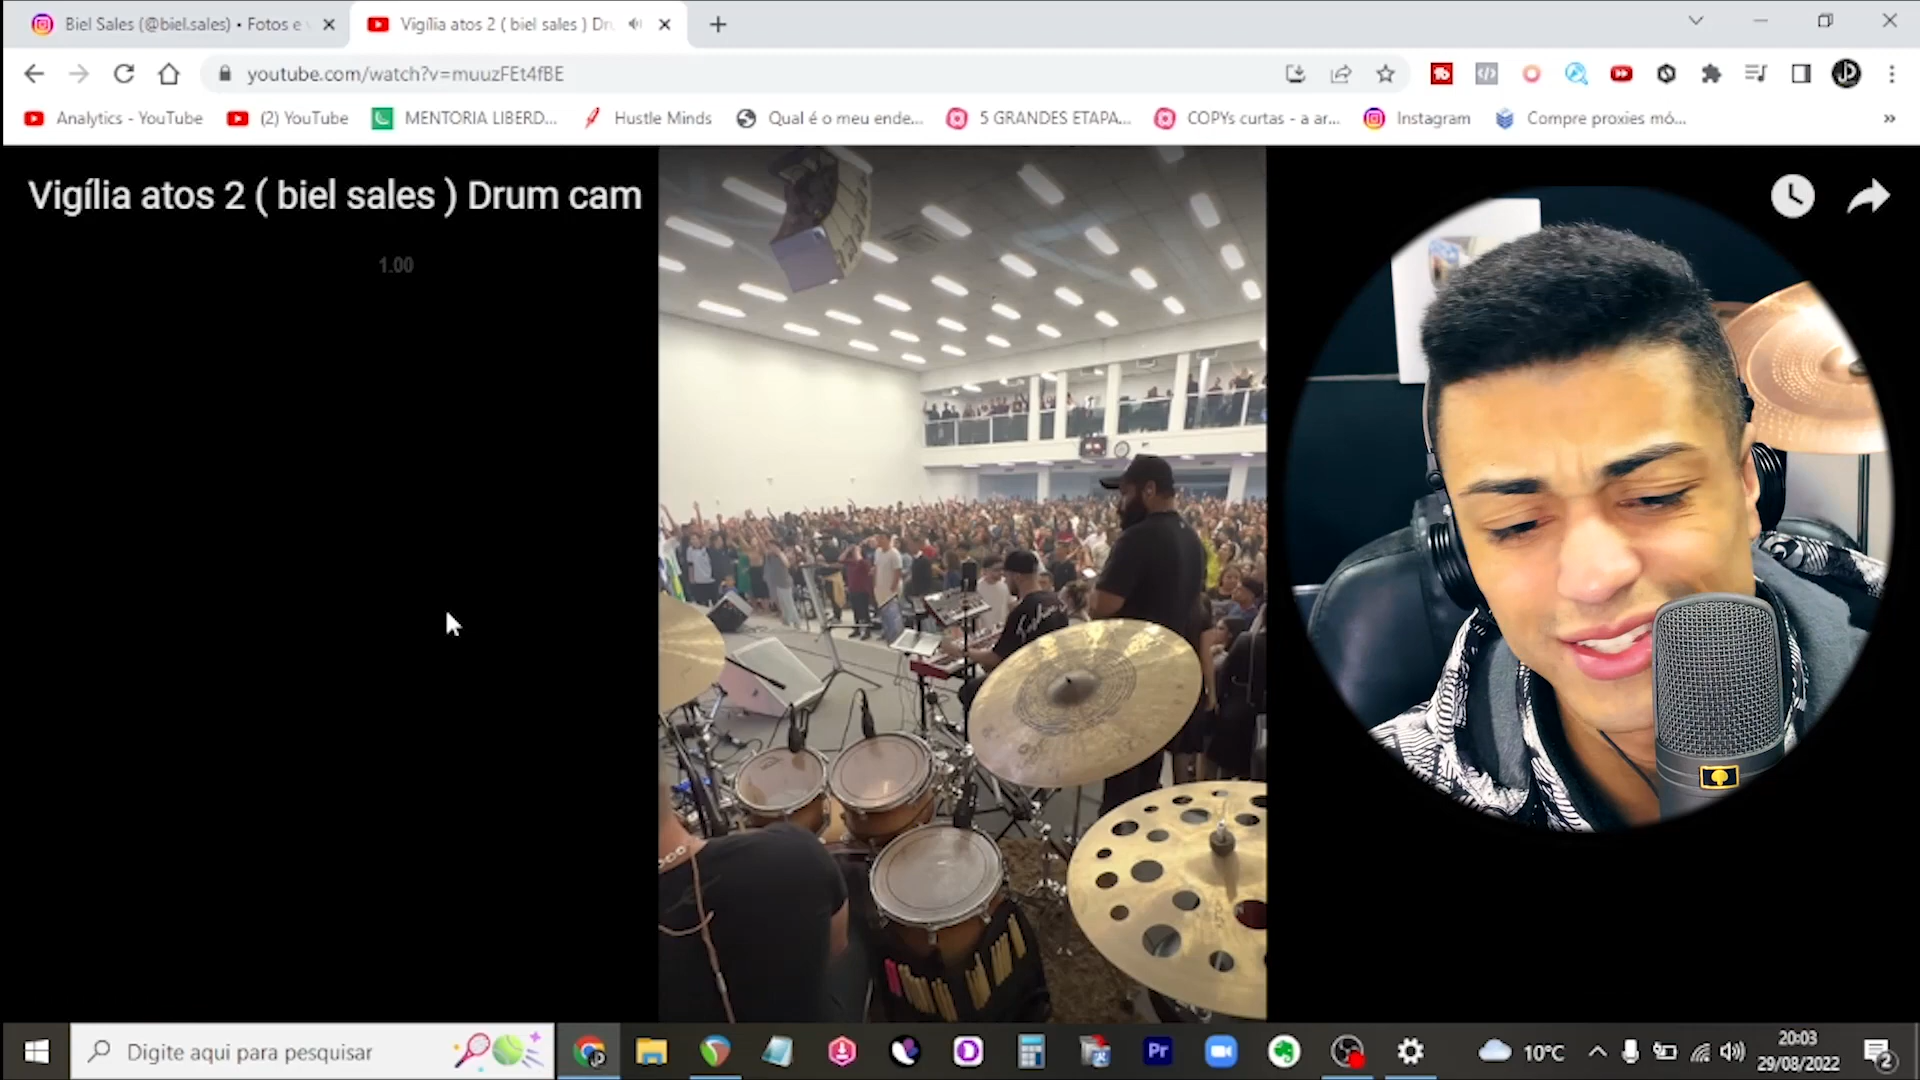 Biel Sales (@biel.sales) • Fotos e
Vigília atos 2 ( biel sales ) Dr
youtube.com/watch?v=muuzFEt4fBE
Analytics - YouTube
(2) YouTube
MENTORIA LIBERD...
Hustle Minds
Qual é o meu ende...
5 GRANDES ETAPA...
COPYs curtas - a ar...
Instagram
Compre proxies mó...
»
Vigília atos 2 ( biel sales ) Drum cam
1.00
Digite aqui para pesquisar
Pr
10°C
20:03
29/08/2022
2